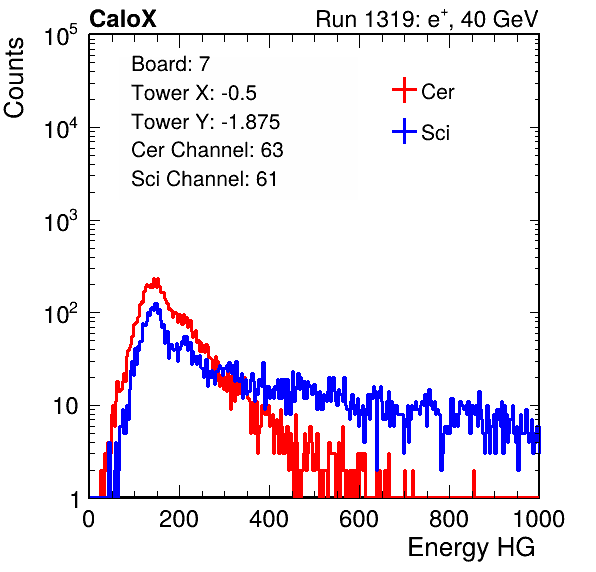 CaloX Run 1319: e⁺, 40 GeV
Counts
10⁵
10⁴
10³
10²
10
1
Board: 7
Tower X: -0.5
Tower Y: -1.875
Cer Channel: 63
Sci Channel: 61
Cer
Sci
0 200 400 600 800 1000
Energy HG